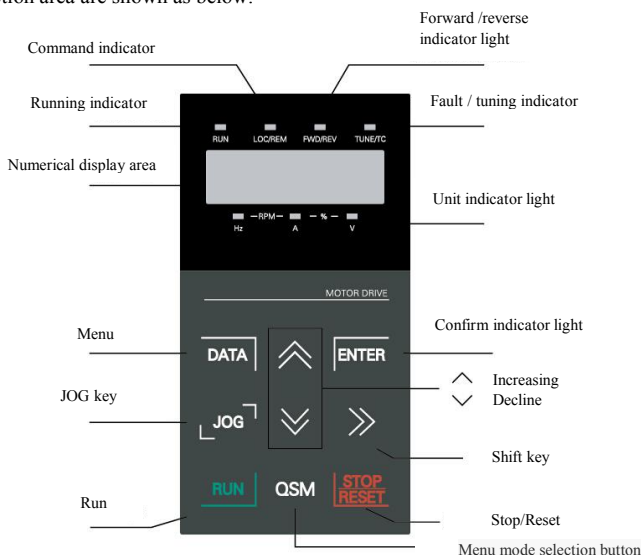 tion area are shown as below:
Forward /reverse
indicator light
Command indicator
Running indicator
Fault / tuning indicator
RUN LOC/REM FWD/REV TUNE/TC
Numerical display area
Unit indicator light
RPM %
Hz A V
MOTOR DRIVE
Menu
Confirm indicator light
DATA ENTER
Increasing
Decline
JOG key
JOG
Shift key
RUN QSM STOP
RESET
Run
Stop/Reset
Menu mode selection button